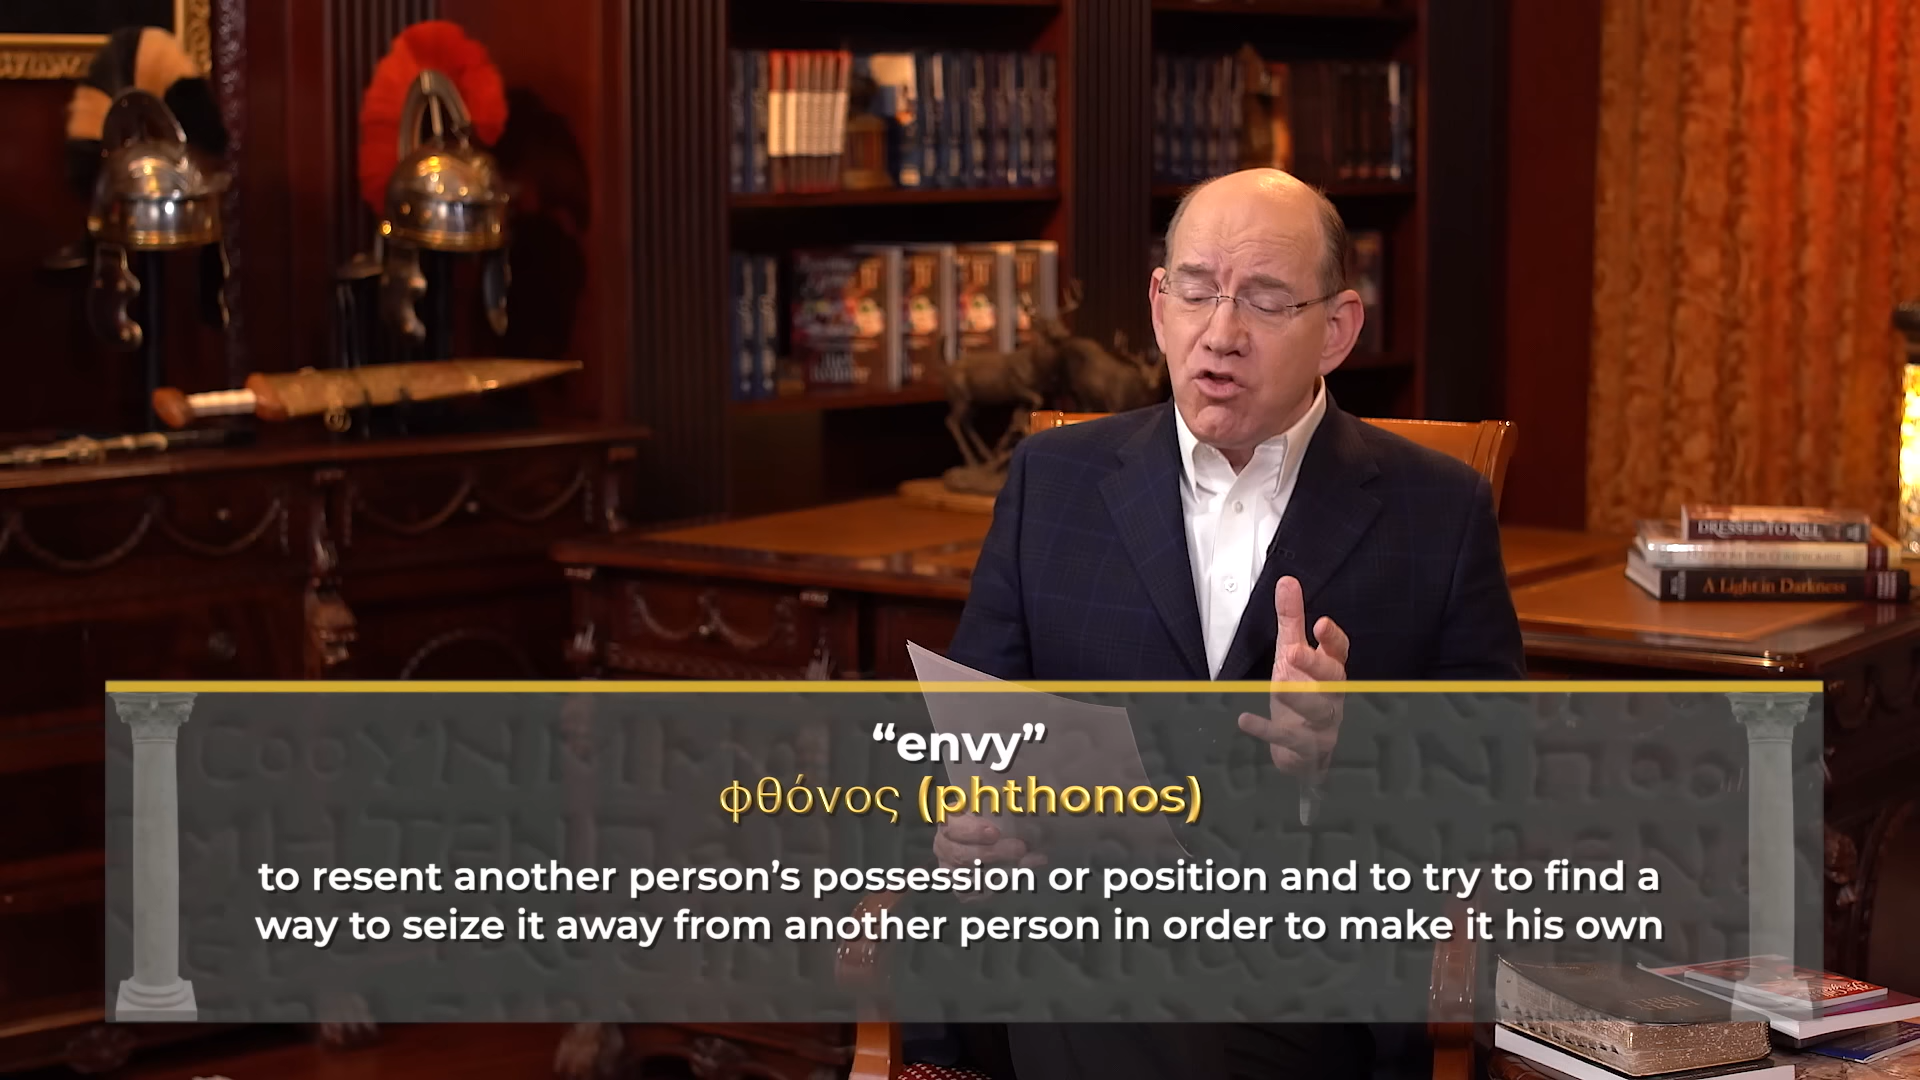 DRESSED TO KILL
A Light in Darkness
“envy”
φθόνος (phthonos)
to resent another person’s possession or position and to try to find a
way to seize it away from another person in order to make it his own